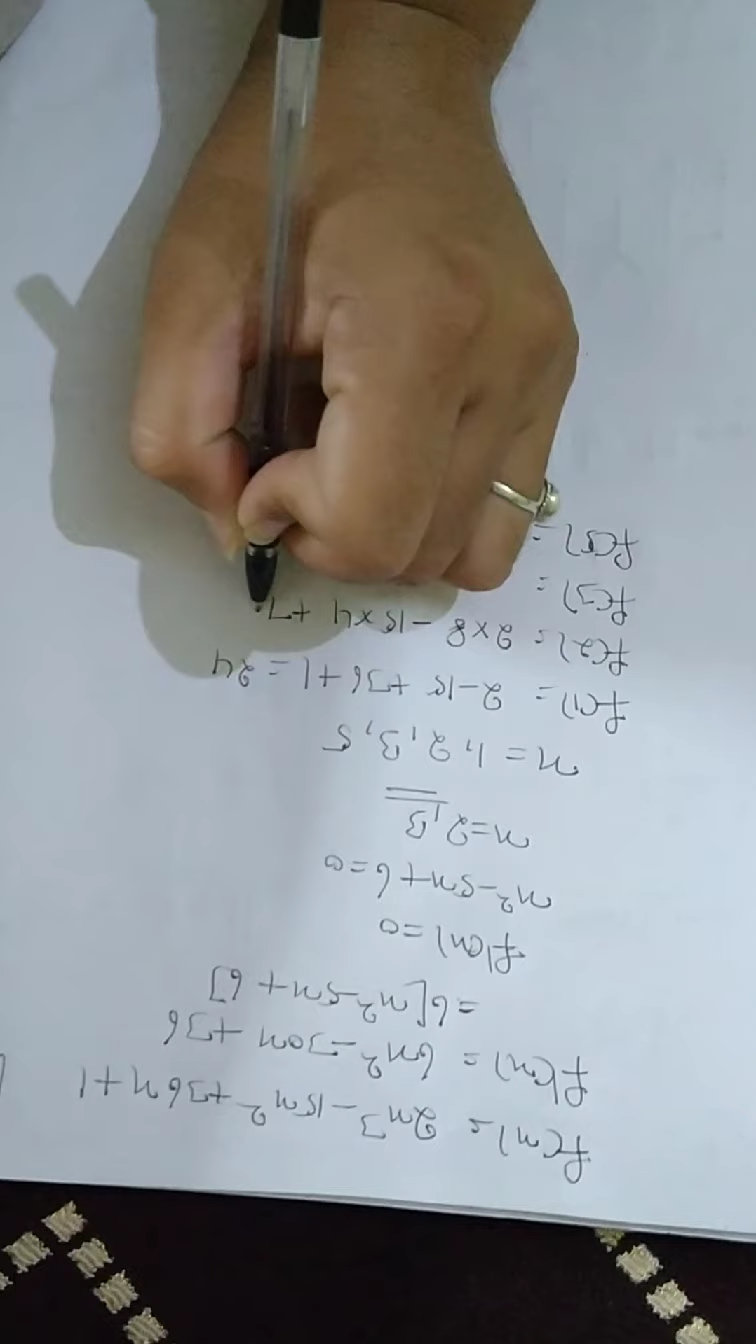 f(x) = 2x³ - 15x² + 36x + 1
f'(x) = 6x² - 30x + 36
= 6[x² - 5x + 6]
f'(x) = 0
x² - 5x + 6 = 0
x = 2, 3
x = 1, 2, 3, 5
f(1) = 2 - 15 + 36 + 1 = 24
f(2) = 2×8 - 15×4 + 7
f(3) =
f(5) =